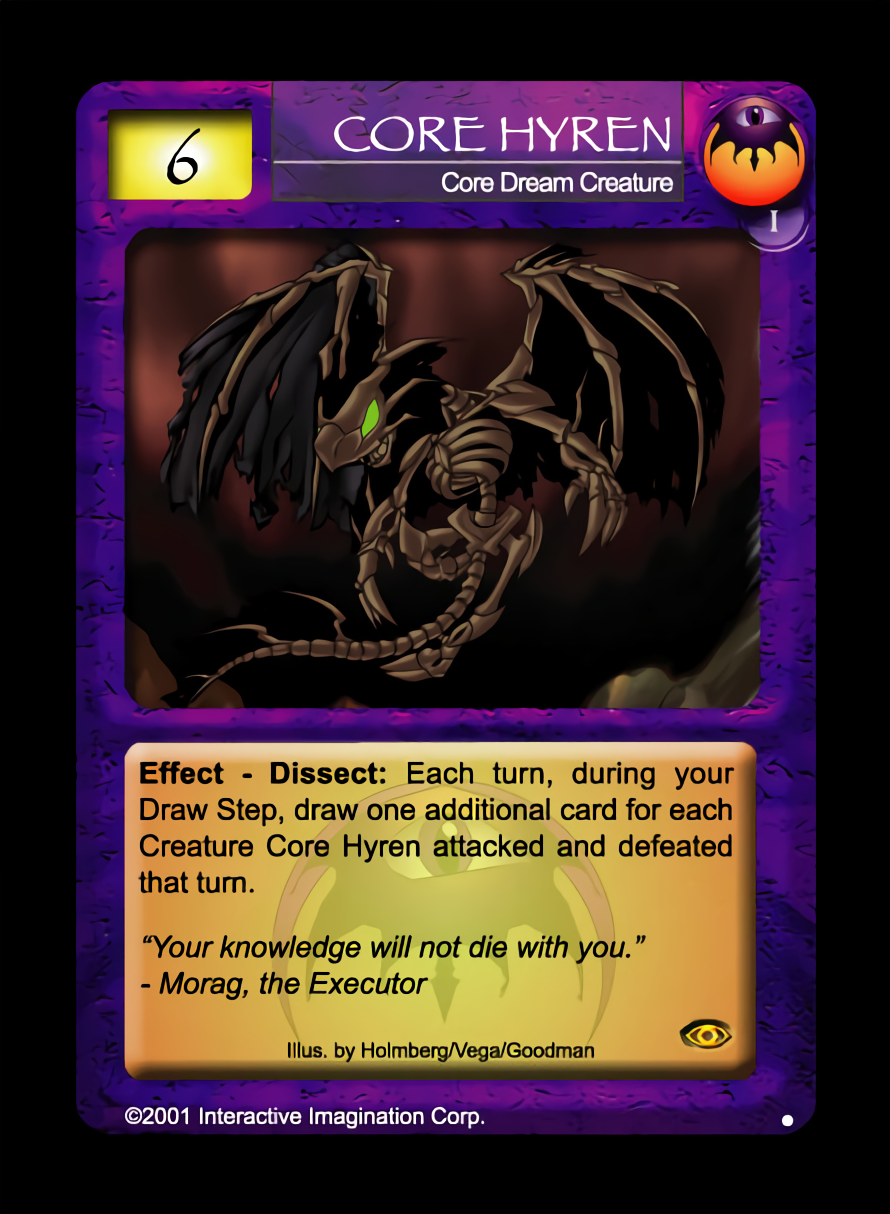 6
CORE HYREN
Core Dream Creature
I
Effect - Dissect: Each turn, during your
Draw Step, draw one additional card for each
Creature Core Hyren attacked and defeated
that turn.
“Your knowledge will not die with you.”
- Morag, the Executor
Illus. by Holmberg/Vega/Goodman
©2001 Interactive Imagination Corp.